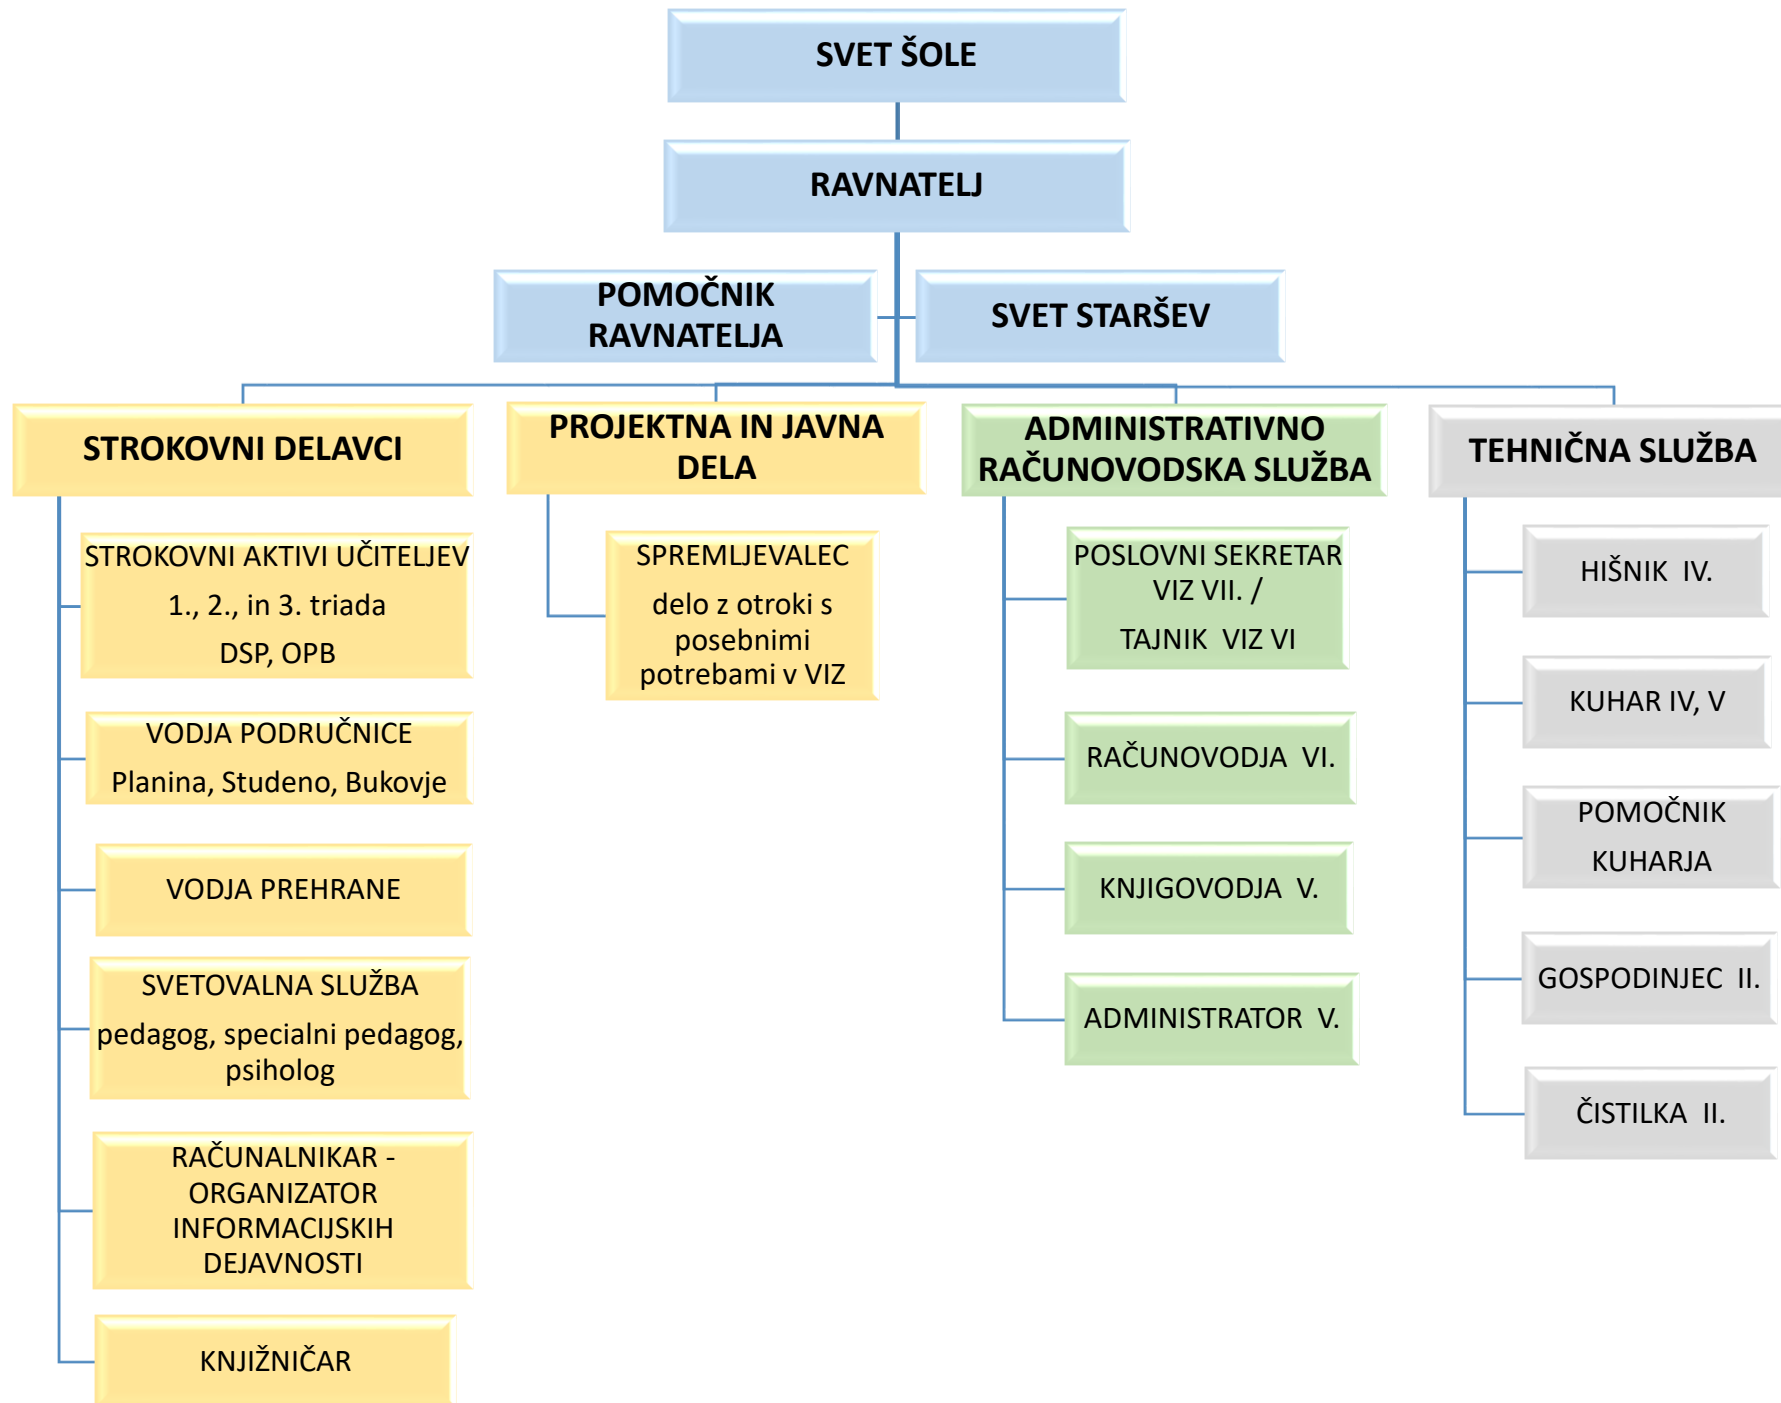 SVET ŠOLE
RAVNATELJ
POMOČNIK
RAVNATELJA
SVET STARŠEV
STROKOVNI DELAVCI
STROKOVNI AKTIVI UČITELJEV
1., 2., in 3. triada
DSP, OPB
VODJA PODRUČNICE
Planina, Studeno, Bukovje
VODJA PREHRANE
SVETOVALNA SLUŽBA
pedagog, specialni pedagog,
psiholog
RAČUNALNIKAR -
ORGANIZATOR
INFORMACIJSKIH
DEJAVNOSTI
KNJIŽNIČAR
PROJEKTNA IN JAVNA
DELA
SPREMLJEVALEC
delo z otroki s
posebnimi
potrebami v VIZ
ADMINISTRATIVNO
RAČUNOVODSKA SLUŽBA
POSLOVNI SEKRETAR
VIZ VII. /
TAJNIK VIZ VI
RAČUNOVODJA VI.
KNJIGOVODJA V.
ADMINISTRATOR V.
TEHNIČNA SLUŽBA
HIŠNIK IV.
KUHAR IV, V
POMOČNIK
KUHARJA
GOSPODINJEC II.
ČISTILKA II.